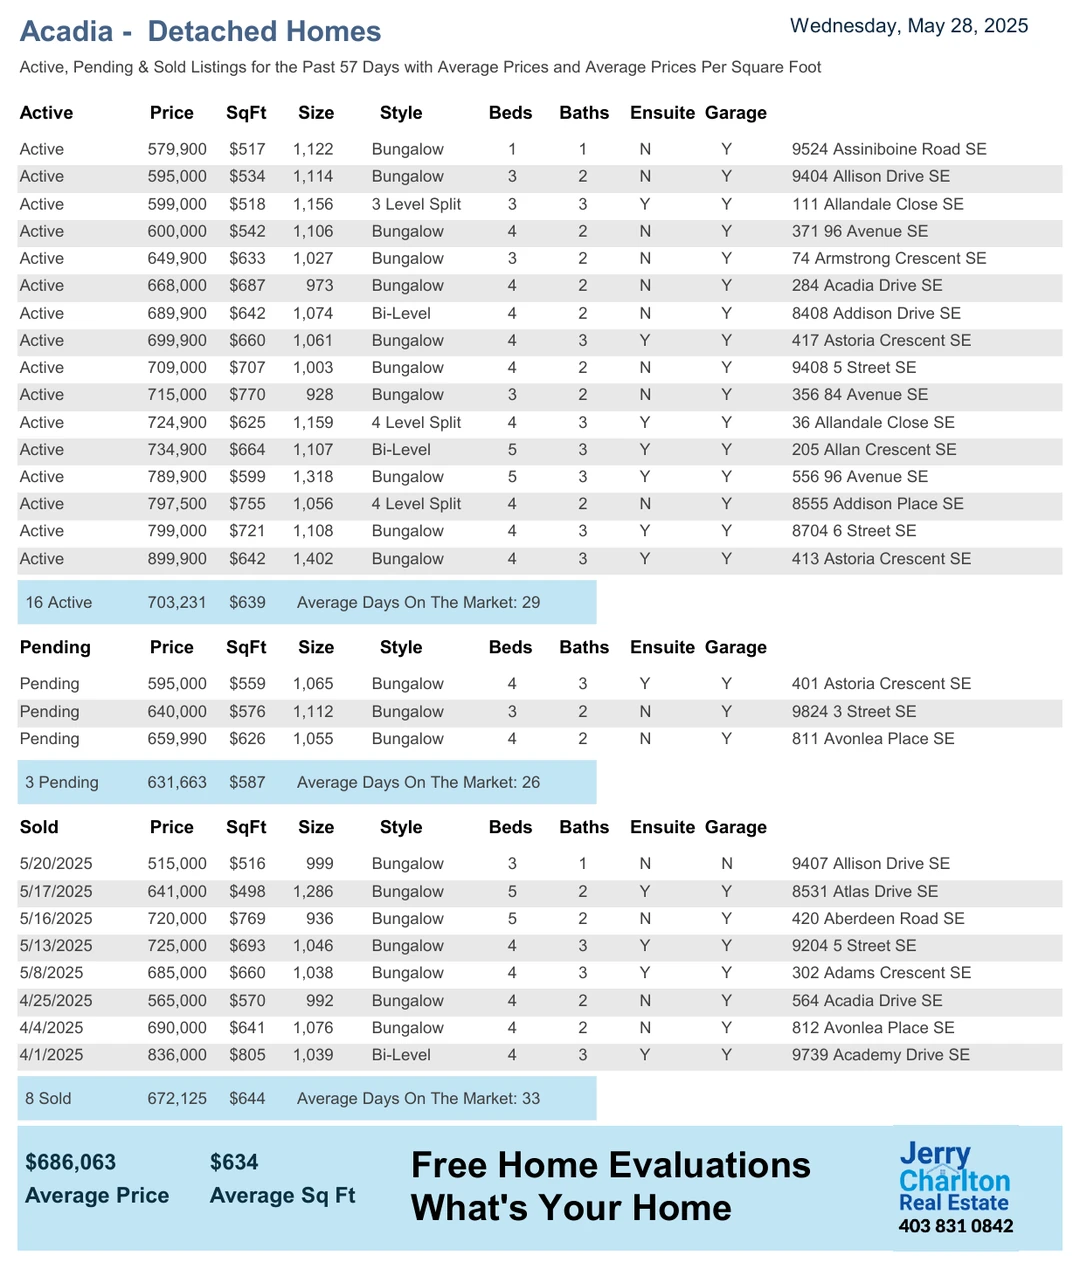 Acadia - Detached Homes
Wednesday, May 28, 2025
Active, Pending & Sold Listings for the Past 57 Days with Average Prices and Average Prices Per Square Foot
Active Price SqFt Size Style Beds Baths Ensuite Garage
Active 579,900 $517 1,122 Bungalow 1 1 N Y 9524 Assiniboine Road SE
Active 595,000 $534 1,114 Bungalow 3 2 N Y 9404 Allison Drive SE
Active 599,000 $518 1,156 3 Level Split 3 3 Y Y 111 Allandale Close SE
Active 600,000 $542 1,106 Bungalow 4 2 N Y 371 96 Avenue SE
Active 649,900 $633 1,027 Bungalow 3 2 N Y 74 Armstrong Crescent SE
Active 668,000 $687 973 Bungalow 4 2 N Y 284 Acadia Drive SE
Active 689,900 $642 1,074 Bi-Level 4 2 N Y 8408 Addison Drive SE
Active 699,900 $660 1,061 Bungalow 4 3 Y Y 417 Astoria Crescent SE
Active 709,000 $707 1,003 Bungalow 4 2 N Y 9408 5 Street SE
Active 715,000 $770 928 Bungalow 3 2 N Y 356 84 Avenue SE
Active 724,900 $625 1,159 4 Level Split 4 3 Y Y 36 Allandale Close SE
Active 734,900 $664 1,107 Bi-Level 5 3 Y Y 205 Allan Crescent SE
Active 789,900 $599 1,318 Bungalow 5 3 Y Y 556 96 Avenue SE
Active 797,500 $755 1,056 4 Level Split 4 2 N Y 8555 Addison Place SE
Active 799,000 $721 1,108 Bungalow 4 3 Y Y 8704 6 Street SE
Active 899,900 $642 1,402 Bungalow 4 3 Y Y 413 Astoria Crescent SE
16 Active 703,231 $639 Average Days On The Market: 29
Pending Price SqFt Size Style Beds Baths Ensuite Garage
Pending 595,000 $559 1,065 Bungalow 4 3 Y Y 401 Astoria Crescent SE
Pending 640,000 $576 1,112 Bungalow 3 2 N Y 9824 3 Street SE
Pending 659,990 $626 1,055 Bungalow 4 2 N Y 811 Avonlea Place SE
3 Pending 631,663 $587 Average Days On The Market: 26
Sold Price SqFt Size Style Beds Baths Ensuite Garage
5/20/2025 515,000 $516 999 Bungalow 3 1 N N 9407 Allison Drive SE
5/17/2025 641,000 $498 1,286 Bungalow 5 2 Y Y 8531 Atlas Drive SE
5/16/2025 720,000 $769 936 Bungalow 5 2 N Y 420 Aberdeen Road SE
5/13/2025 725,000 $693 1,046 Bungalow 4 3 Y Y 9204 5 Street SE
5/8/2025 685,000 $660 1,038 Bungalow 4 3 Y Y 302 Adams Crescent SE
4/25/2025 565,000 $570 992 Bungalow 4 2 N Y 564 Acadia Drive SE
4/4/2025 690,000 $641 1,076 Bungalow 4 2 N Y 812 Avonlea Place SE
4/1/2025 836,000 $805 1,039 Bi-Level 4 3 Y Y 9739 Academy Drive SE
8 Sold 672,125 $644 Average Days On The Market: 33
$686,063 $634
Average Price Average Sq Ft
Free Home Evaluations
What's Your Home
Jerry
Charlton
Real Estate
403 831 0842